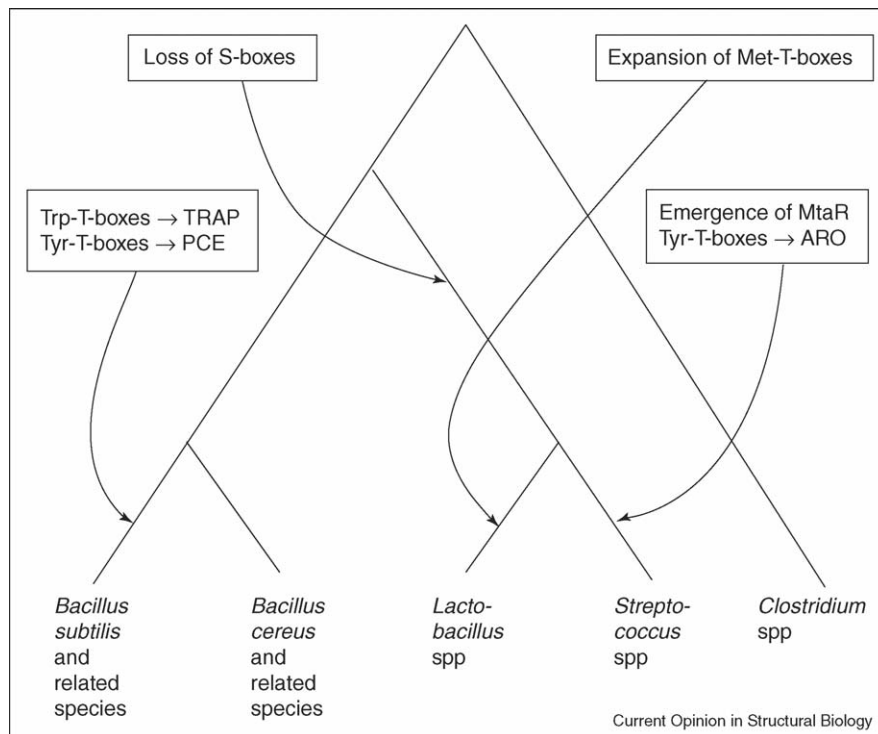 Loss of S-boxes
Expansion of Met-T-boxes
Trp-T-boxes → TRAP
Tyr-T-boxes → PCE
Emergence of MtaR
Tyr-T-boxes → ARO
Bacillus
subtilis
and
related
species
Bacillus
cereus
and
related
species
Lacto-
bacillus
spp
Strepto-
coccus
spp
Clostridium
spp
Current Opinion in Structural Biology